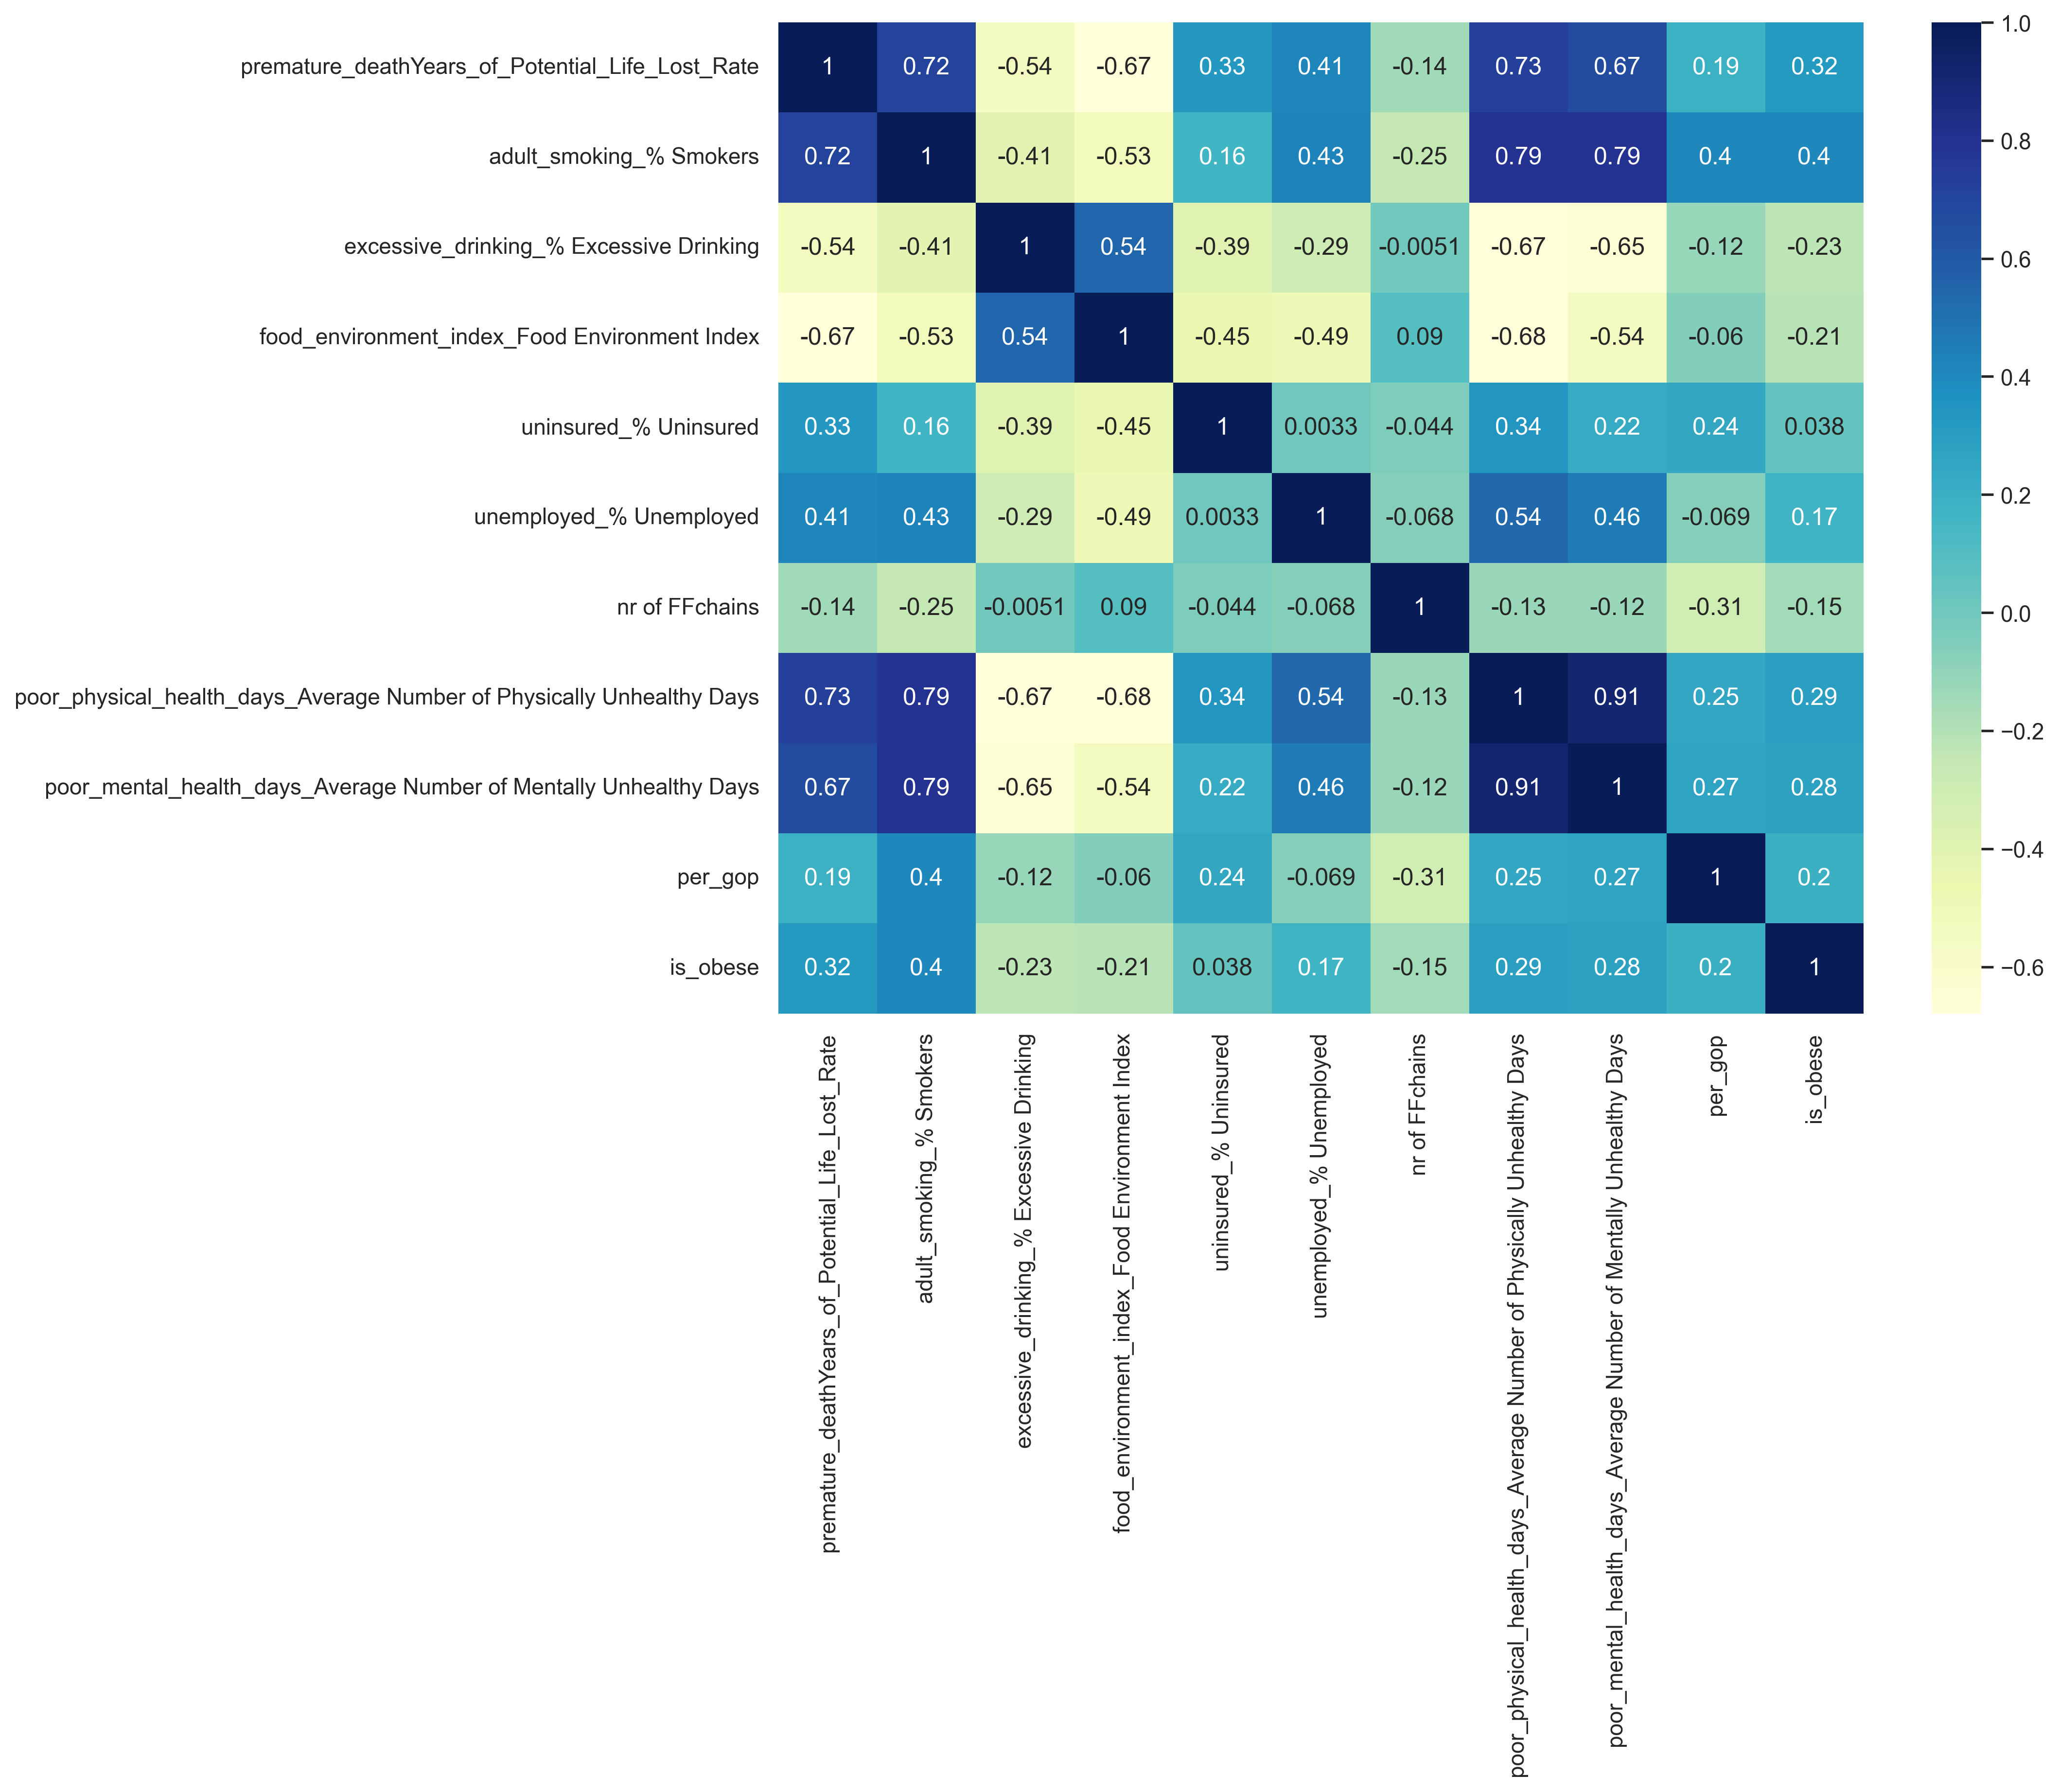 premature_deathYears_of_Potential_Life_Lost_Rate 1 0.72 -0.54 -0.67 0.33 0.41 -0.14 0.73 0.67 0.19 0.32
adult_smoking_% Smokers 0.72 1 -0.41 -0.53 0.16 0.43 -0.25 0.79 0.79 0.4 0.4
excessive_drinking_% Excessive Drinking -0.54 -0.41 1 0.54 -0.39 -0.29 -0.0051 -0.67 -0.65 -0.12 -0.23
food_environment_index_Food Environment Index -0.67 -0.53 0.54 1 -0.45 -0.49 0.09 -0.68 -0.54 -0.06 -0.21
uninsured_% Uninsured 0.33 0.16 -0.39 -0.45 1 0.0033 -0.044 0.34 0.22 0.24 0.038
unemployed_% Unemployed 0.41 0.43 -0.29 -0.49 0.0033 1 -0.068 0.54 0.46 -0.069 0.17
nr of FFchains -0.14 -0.25 -0.0051 0.09 -0.044 -0.068 1 -0.13 -0.12 -0.31 -0.15
poor_physical_health_days_Average Number of Physically Unhealthy Days 0.73 0.79 -0.67 -0.68 0.34 0.54 -0.13 1 0.91 0.25 0.29
poor_mental_health_days_Average Number of Mentally Unhealthy Days 0.67 0.79 -0.65 -0.54 0.22 0.46 -0.12 0.91 1 0.27 0.28
per_gop 0.19 0.4 -0.12 -0.06 0.24 -0.069 -0.31 0.25 0.27 1 0.2
is_obese 0.32 0.4 -0.23 -0.21 0.038 0.17 -0.15 0.29 0.28 0.2 1
premature_deathYears_of_Potential_Life_Lost_Rate
adult_smoking_% Smokers
excessive_drinking_% Excessive Drinking
food_environment_index_Food Environment Index
uninsured_% Uninsured
unemployed_% Unemployed
nr of FFchains
poor_physical_health_days_Average Number of Physically Unhealthy Days
poor_mental_health_days_Average Number of Mentally Unhealthy Days
per_gop
is_obese
1.0
0.8
0.6
0.4
0.2
0.0
−0.2
−0.4
−0.6